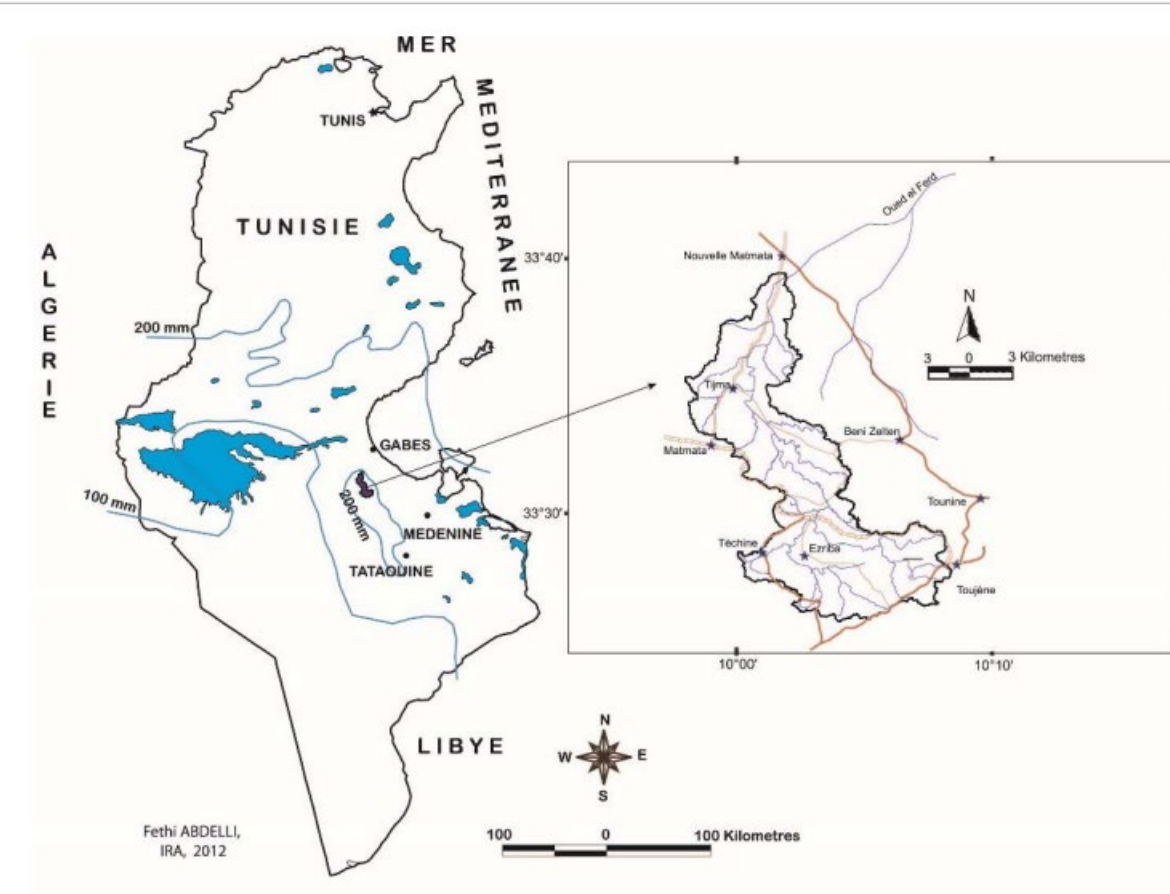 MER
MEDITERRANEE
TUNIS
TUNISIE
ALGERIE
200 mm
GABES
100 mm
200 mm
MEDENINE
TATAOUINE
LIBYE
N
W
E
S
100 0 100 Kilometres
Fethi ABDELLI,
IRA, 2012
33°40'
33°30'
10°00'
10°10'
Oued el Ferd
Nouvelle Matmata
N
3 0 3 Kilometres
Tijma
Matmata
Beni Zelten
Tounine
Téchine
Ezriba
Toujène